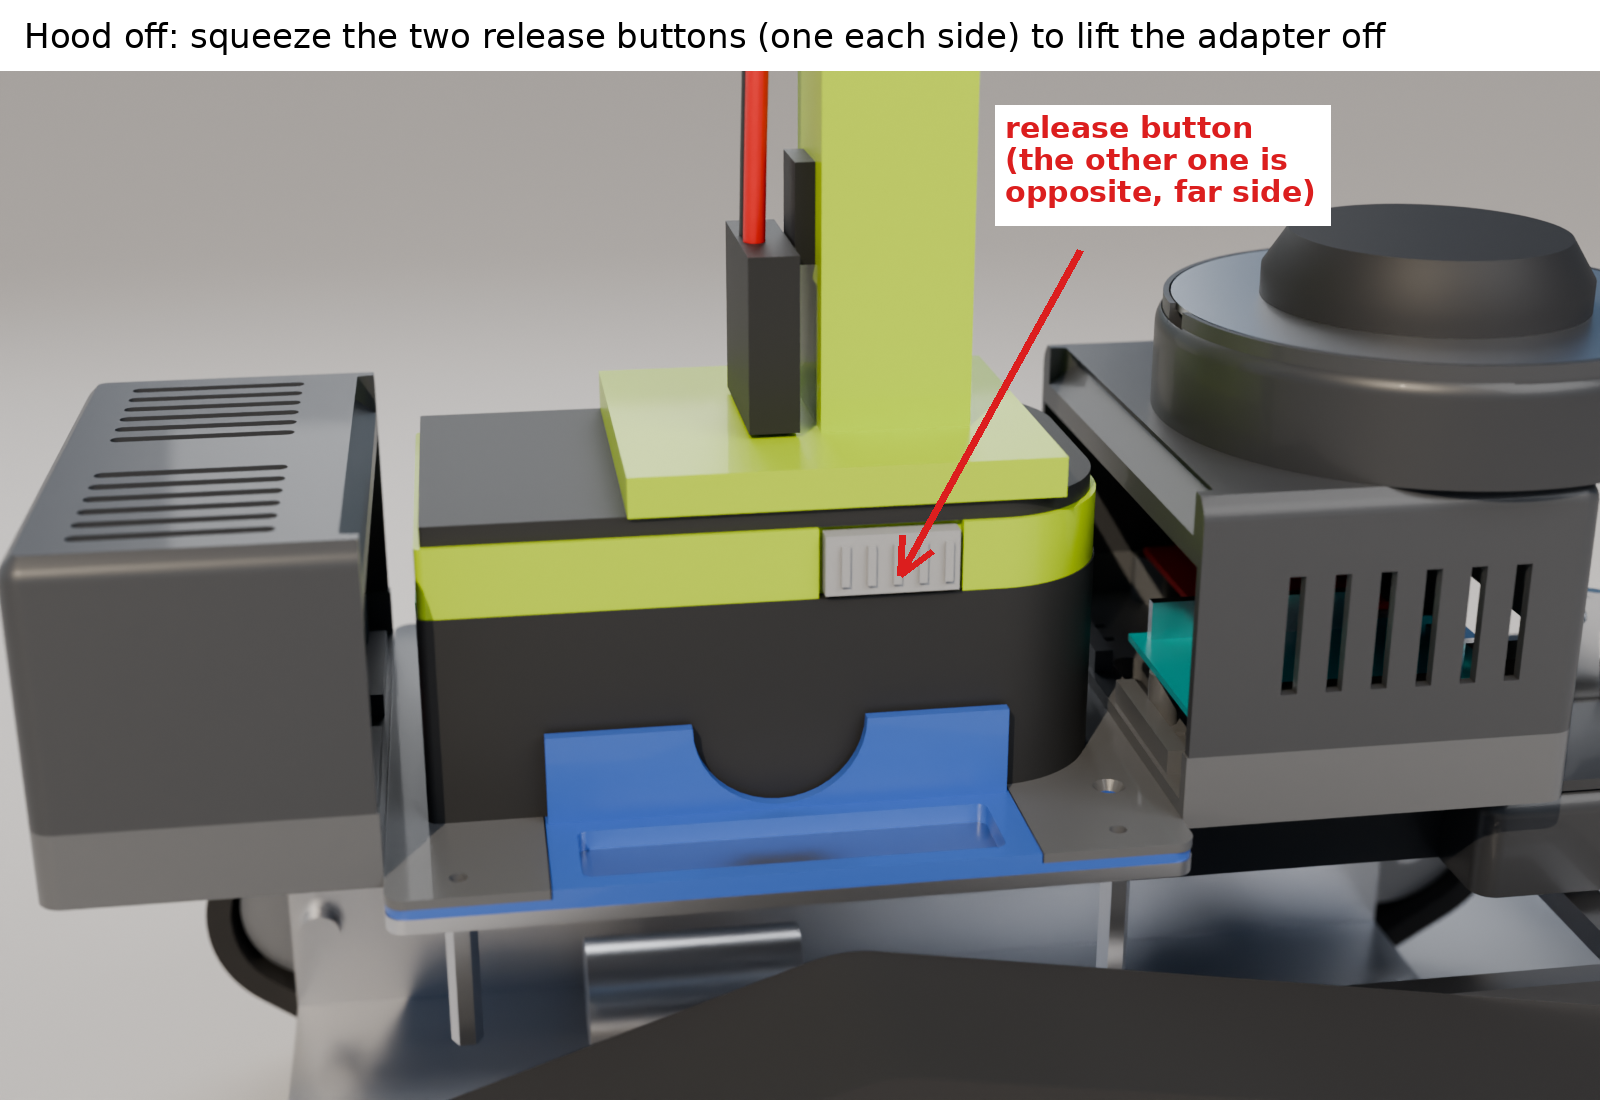 Hood off: squeeze the two release buttons (one each side) to lift the adapter off
release button
(the other one is
opposite, far side)